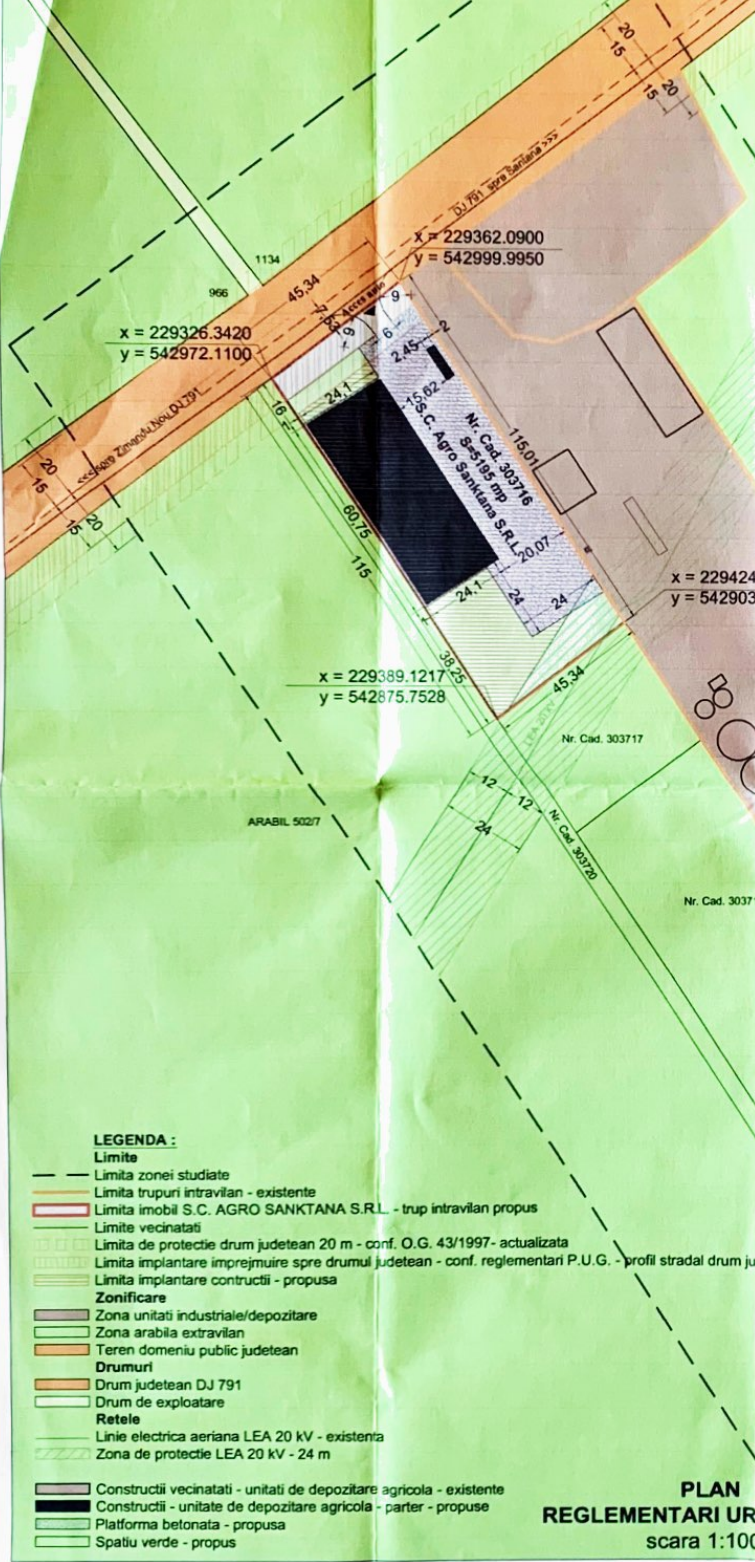 20
15
20
15
DJ 791 spre Santana >>>
x = 229362.0900
y = 542999.9950
1134
966
45,34
Acces auto
7,53
9
9
6
2
2,45
x = 229326.3420
y = 542972.1100
24,1
15,62
16
1
<<< spre Zimandu Nou DJ 791
20
15
15
20
Nr. Cad. 303716
S=5195 mp
S.C. Agro Sanktana S.R.L.
115,01
60,75
115
20,07
24,1
24
24
x = 229424
y = 542903
38,25
x = 229389.1217
y = 542875.7528
45,34
LEA 20 kV
Nr. Cad. 303717
12
12
24
Nr. Cad. 303720
ARABIL 502/7
Nr. Cad. 3037
LEGENDA :
Limite
Limita zonei studiate
Limita trupuri intravilan - existente
Limita imobil S.C. AGRO SANKTANA S.R.L. - trup intravilan propus
Limite vecinatati
Limita de protectie drum judetean 20 m - conf. O.G. 43/1997- actualizata
Limita implantare imprejmuire spre drumul judetean - conf. reglementari P.U.G. - profil stradal drum ju
Limita implantare contructii - propusa
Zonificare
Zona unitati industriale/depozitare
Zona arabila extravilan
Teren domeniu public judetean
Drumuri
Drum judetean DJ 791
Drum de exploatare
Retele
Linie electrica aeriana LEA 20 kV - existenta
Zona de protectie LEA 20 kV - 24 m
Constructii vecinatati - unitati de depozitare agricola - existente
Constructii - unitate de depozitare agricola - parter - propuse
Platforma betonata - propusa
Spatiu verde - propus
PLAN
REGLEMENTARI UR
scara 1:100